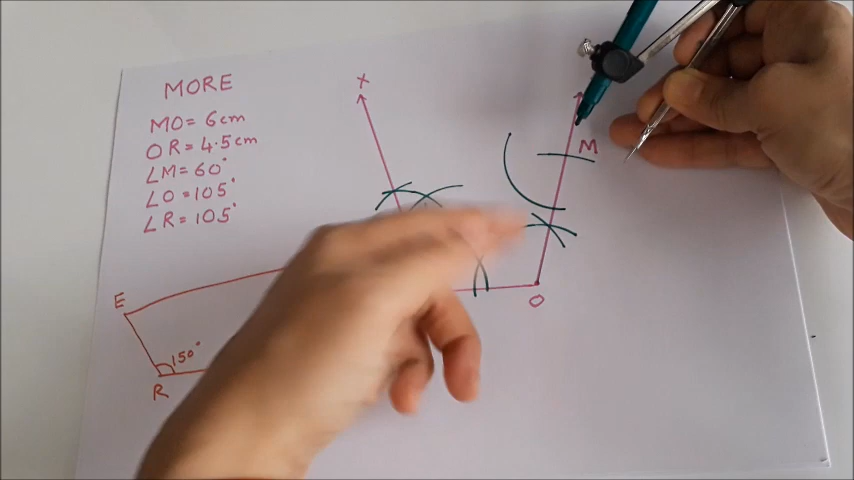 MORE
MO = 6cm
OR = 4.5cm
∠M = 60°
∠O = 105°
∠R = 105°
X
M
O
E
150°
R